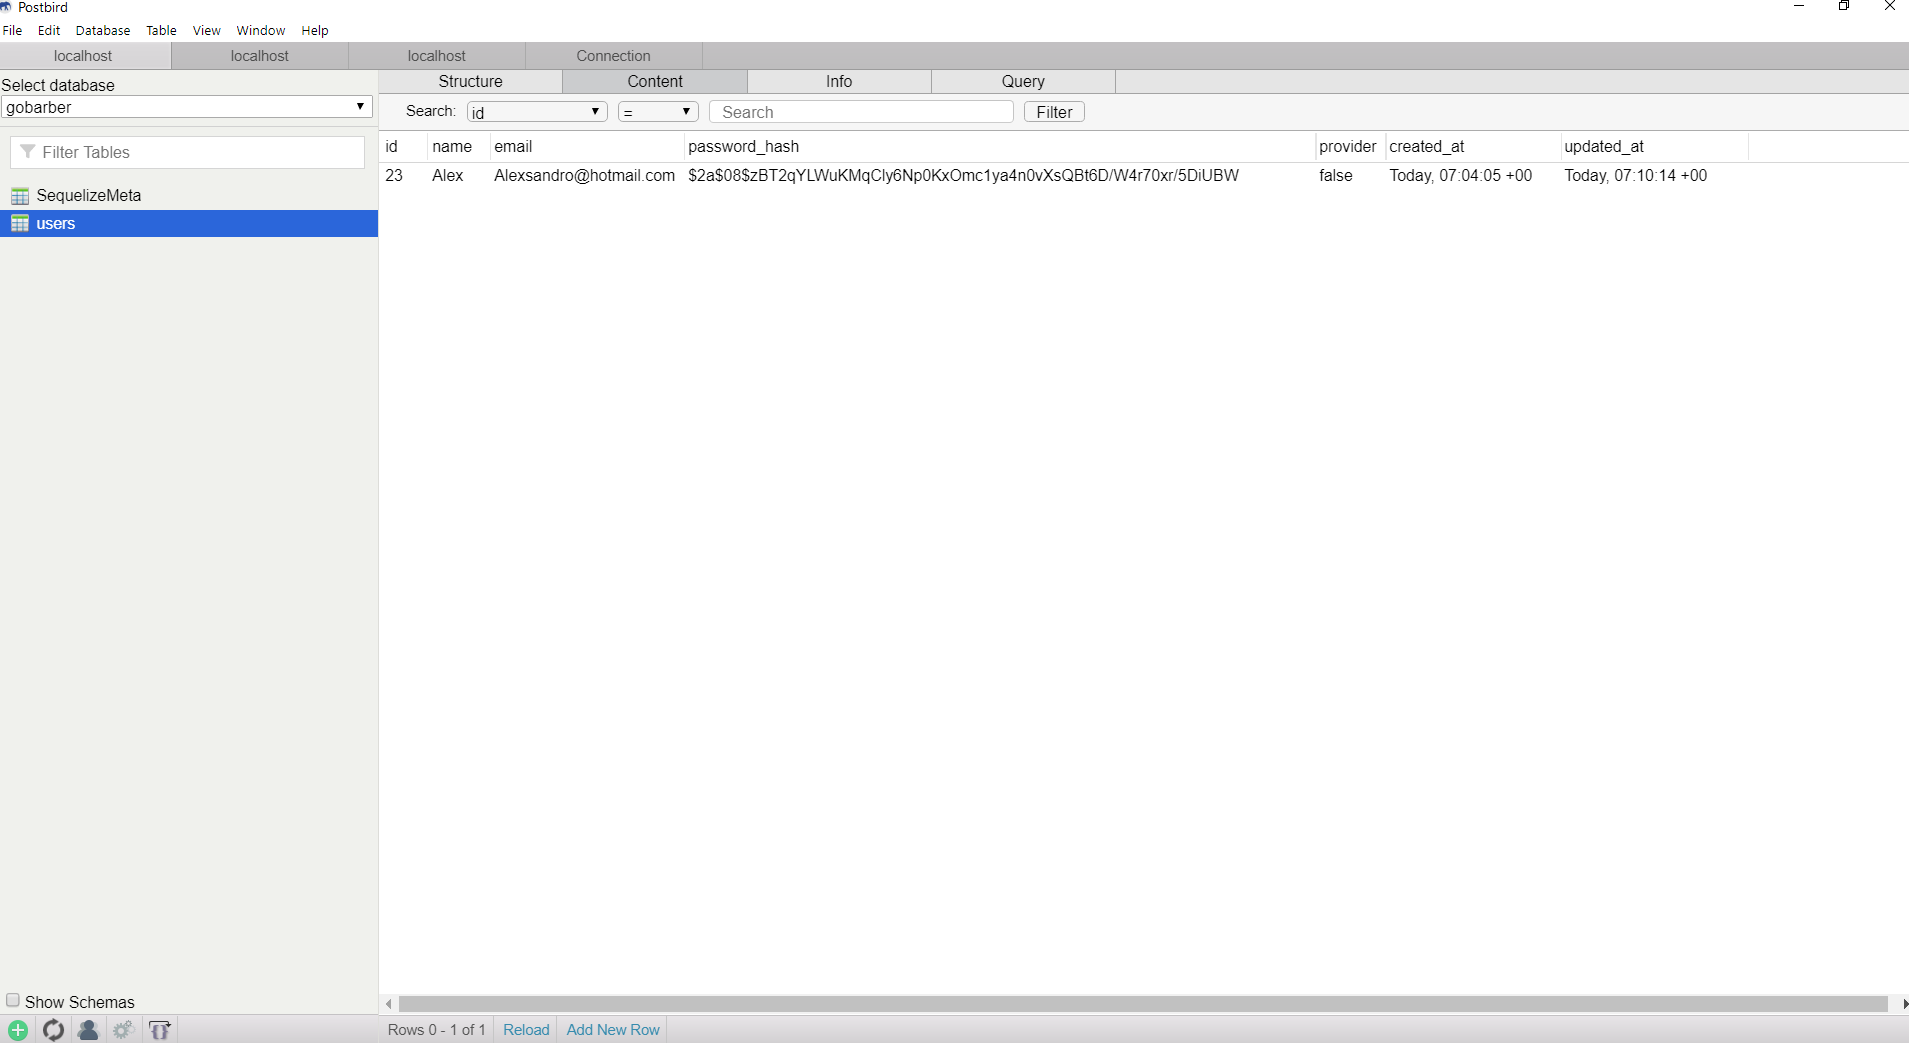 Postbird
File Edit Database Table View Window Help
localhost localhost localhost Connection
Select database
gobarber
Filter Tables
SequelizeMeta
users
Show Schemas
Structure Content Info Query
Search: id = Search Filter
id name email password_hash provider created_at updated_at
23 Alex Alexsandro@hotmail.com $2a$08$zBT2qYLWuKMqCly6Np0KxOmc1ya4n0vXsQBt6D/W4r70xr/5DiUBW false Today, 07:04:05 +00 Today, 07:10:14 +00
Rows 0 - 1 of 1 Reload Add New Row